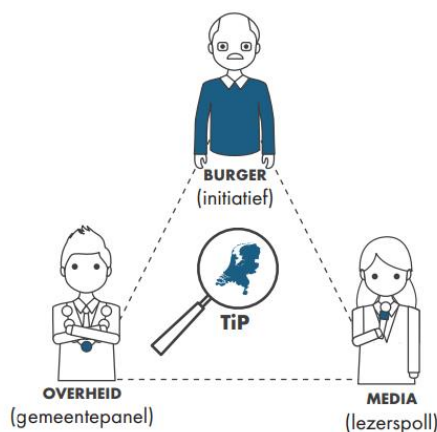 BURGER
(initiatief)
TiP
OVERHEID
(gemeentepanel)
MEDIA
(lezerspoll)